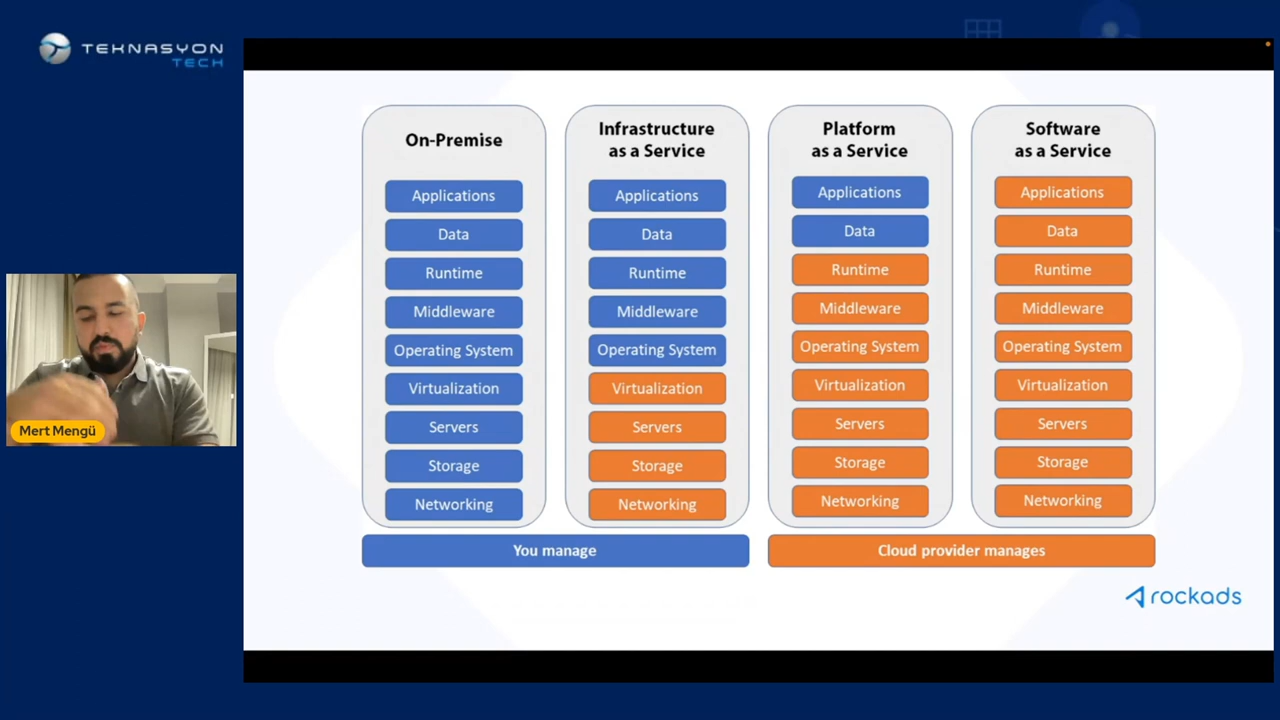 TEKNASYON
TECH
On-Premise
Applications
Data
Runtime
Middleware
Operating System
Virtualization
Servers
Storage
Networking
Infrastructure
as a Service
Applications
Data
Runtime
Middleware
Operating System
Virtualization
Servers
Storage
Networking
Platform
as a Service
Applications
Data
Runtime
Middleware
Operating System
Virtualization
Servers
Storage
Networking
Software
as a Service
Applications
Data
Runtime
Middleware
Operating System
Virtualization
Servers
Storage
Networking
You manage
Cloud provider manages
Mert Mengü
rockads